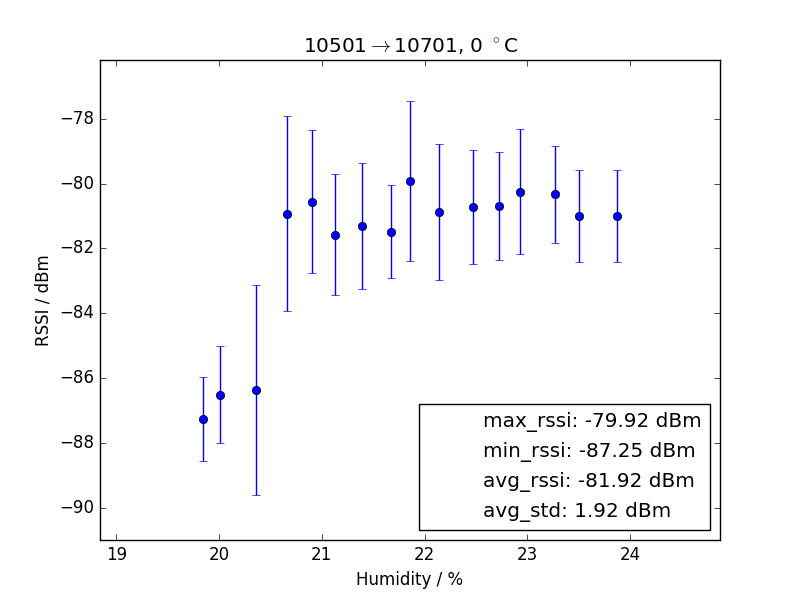 10501→10701, 0 °C
−78
−80
−82
−84
−86
−88
−90
RSSI / dBm
max_rssi: -79.92 dBm
min_rssi: -87.25 dBm
avg_rssi: -81.92 dBm
avg_std: 1.92 dBm
19 20 21 22 23 24
Humidity / %